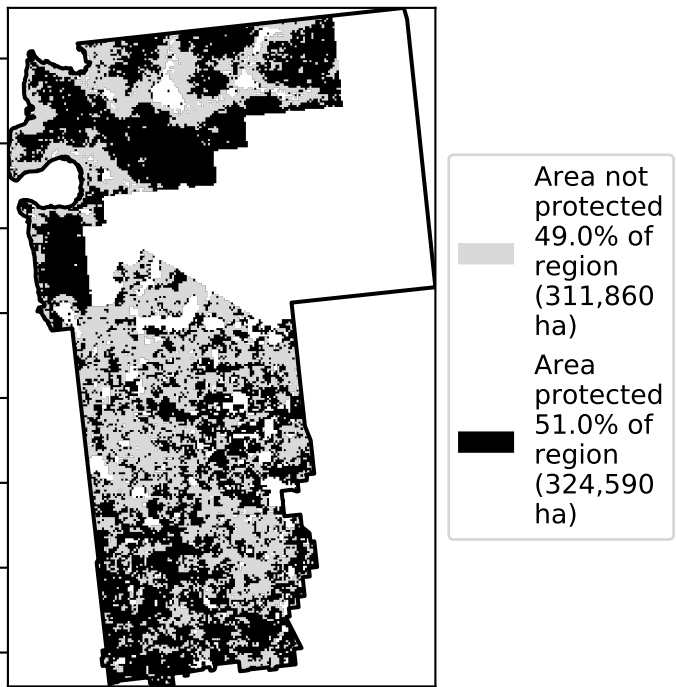 Area not
protected
49.0% of
region
(311,860
ha)
Area
protected
51.0% of
region
(324,590
ha)